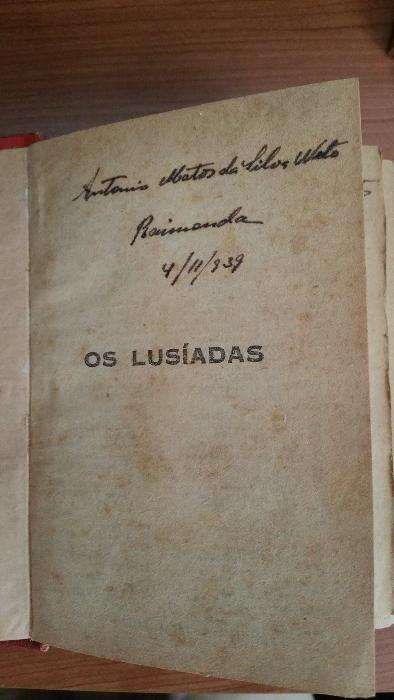 Antonio Matos da Silva Neto
Raimunda
4/11/939
OS LUSÍADAS